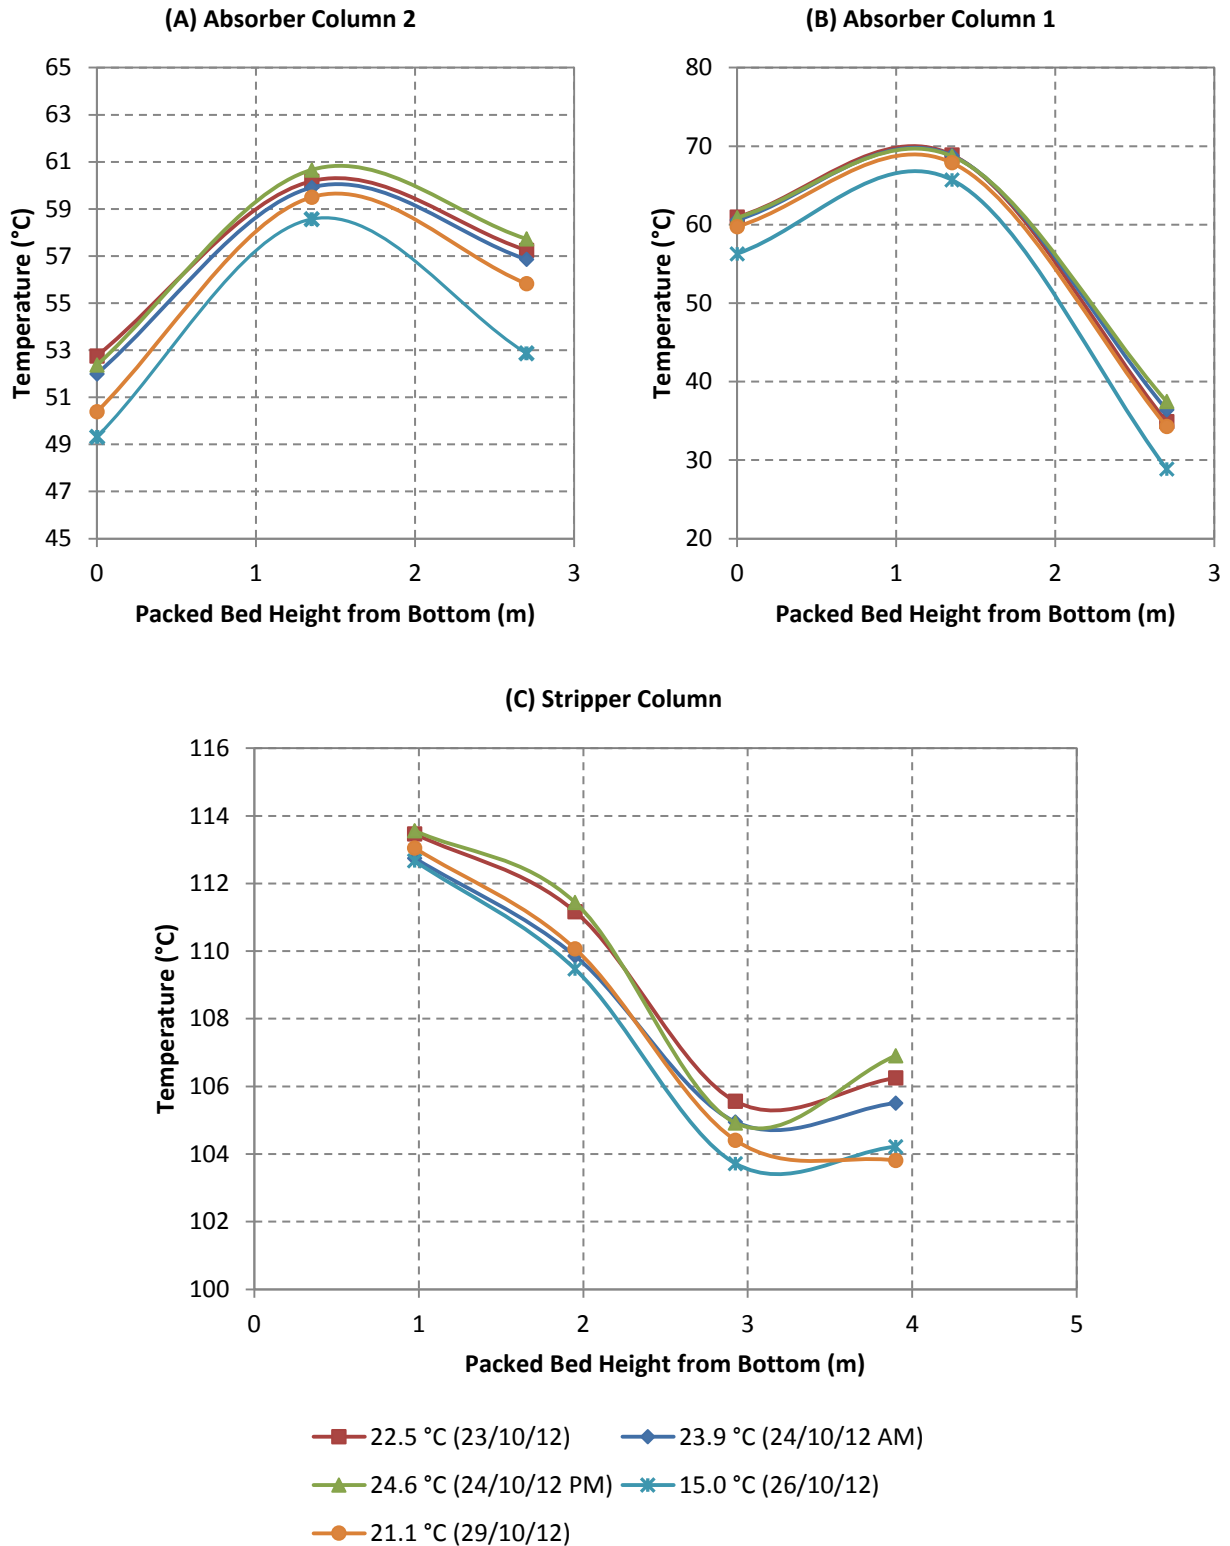 (A) Absorber Column 2
65
63
61
59
57
55
53
51
49
47
45
0 1 2 3
Temperature (°C)
Packed Bed Height from Bottom (m)
(B) Absorber Column 1
80
70
60
50
40
30
20
0 1 2 3
Temperature (°C)
Packed Bed Height from Bottom (m)
(C) Stripper Column
116
114
112
110
108
106
104
102
100
0 1 2 3 4 5
Temperature (°C)
Packed Bed Height from Bottom (m)
22.5 °C (23/10/12) 23.9 °C (24/10/12 AM)
24.6 °C (24/10/12 PM) 15.0 °C (26/10/12)
21.1 °C (29/10/12)